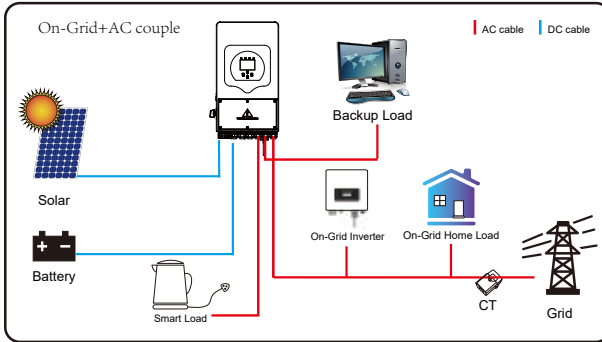 On-Grid+AC couple
AC cable
DC cable
Backup Load
Solar
On-Grid Inverter
On-Grid Home Load
Battery
Smart Load
CT
Grid